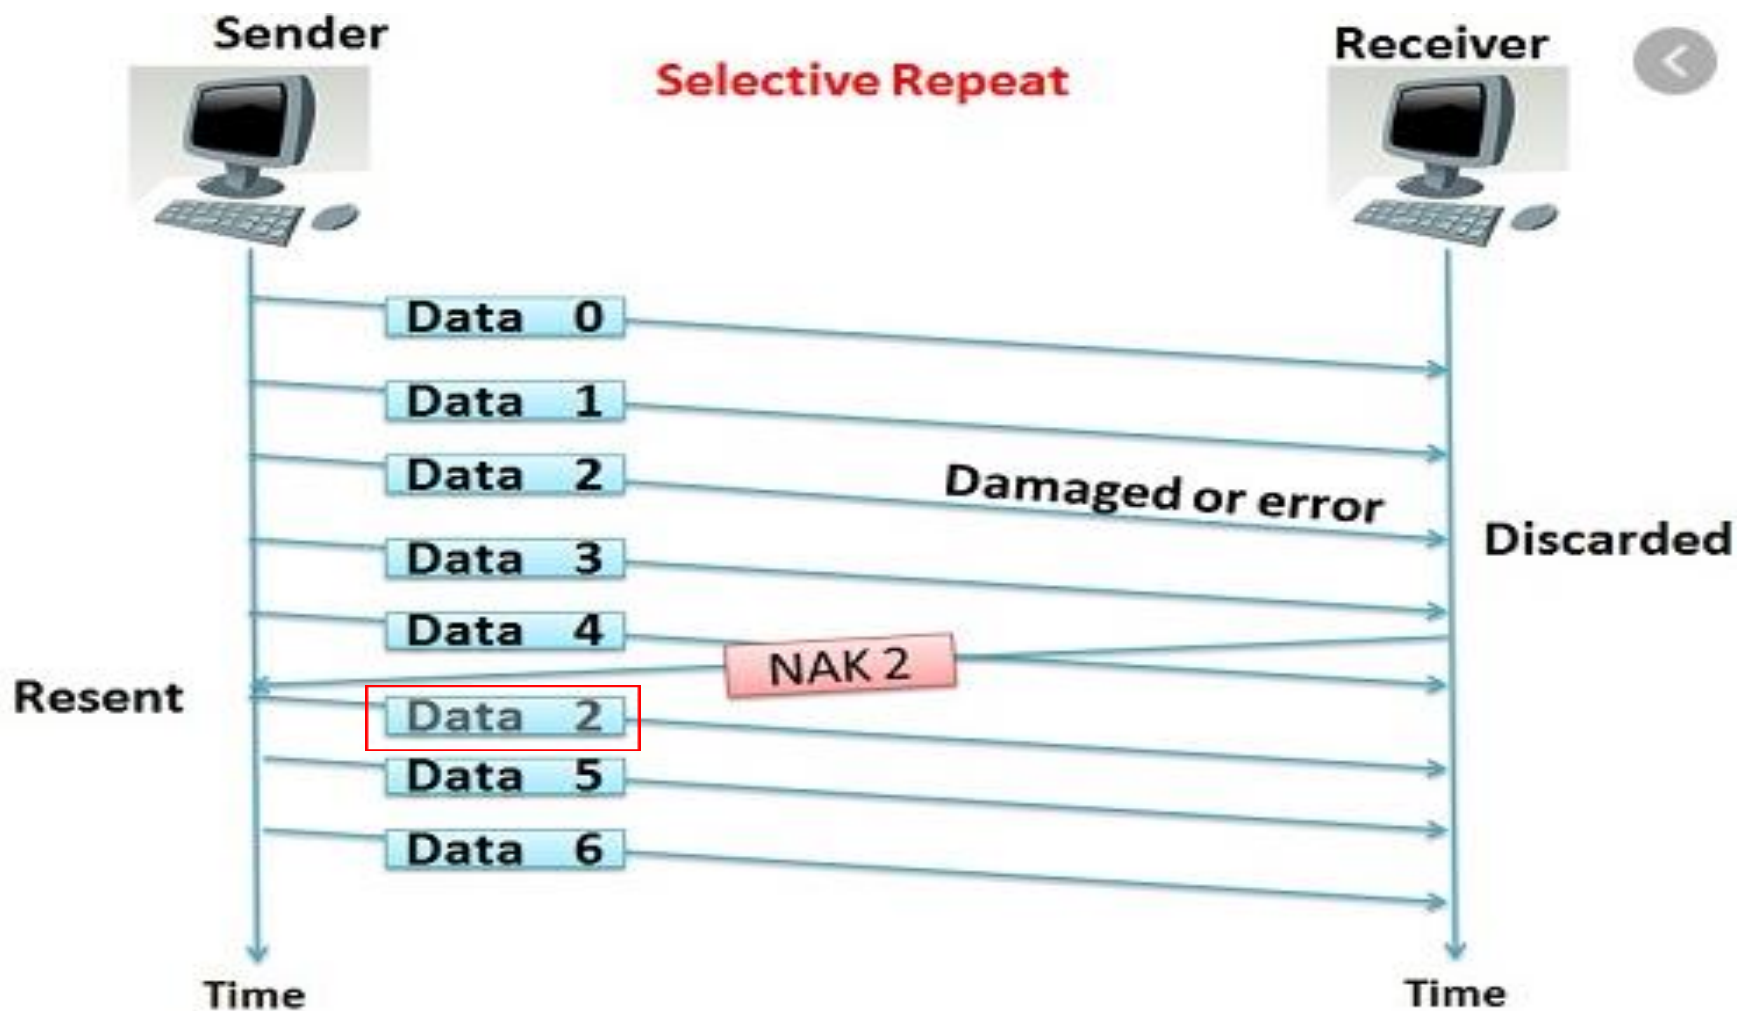 Sender
Receiver
Selective Repeat
Data 0
Data 1
Data 2
Damaged or error
Discarded
Data 3
Data 4
NAK 2
Resent
Data 2
Data 5
Data 6
Time
Time